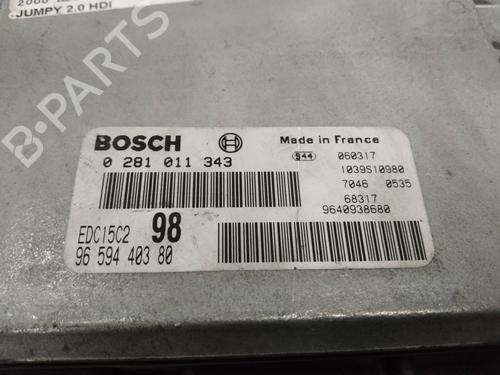 JUMPY 2.0 HDI
BOSCH
Made in France
0 281 011 343
944 060317
1039S10980
7046 0535
68317
9640938680
EDC15C2 98
96 594 403 80